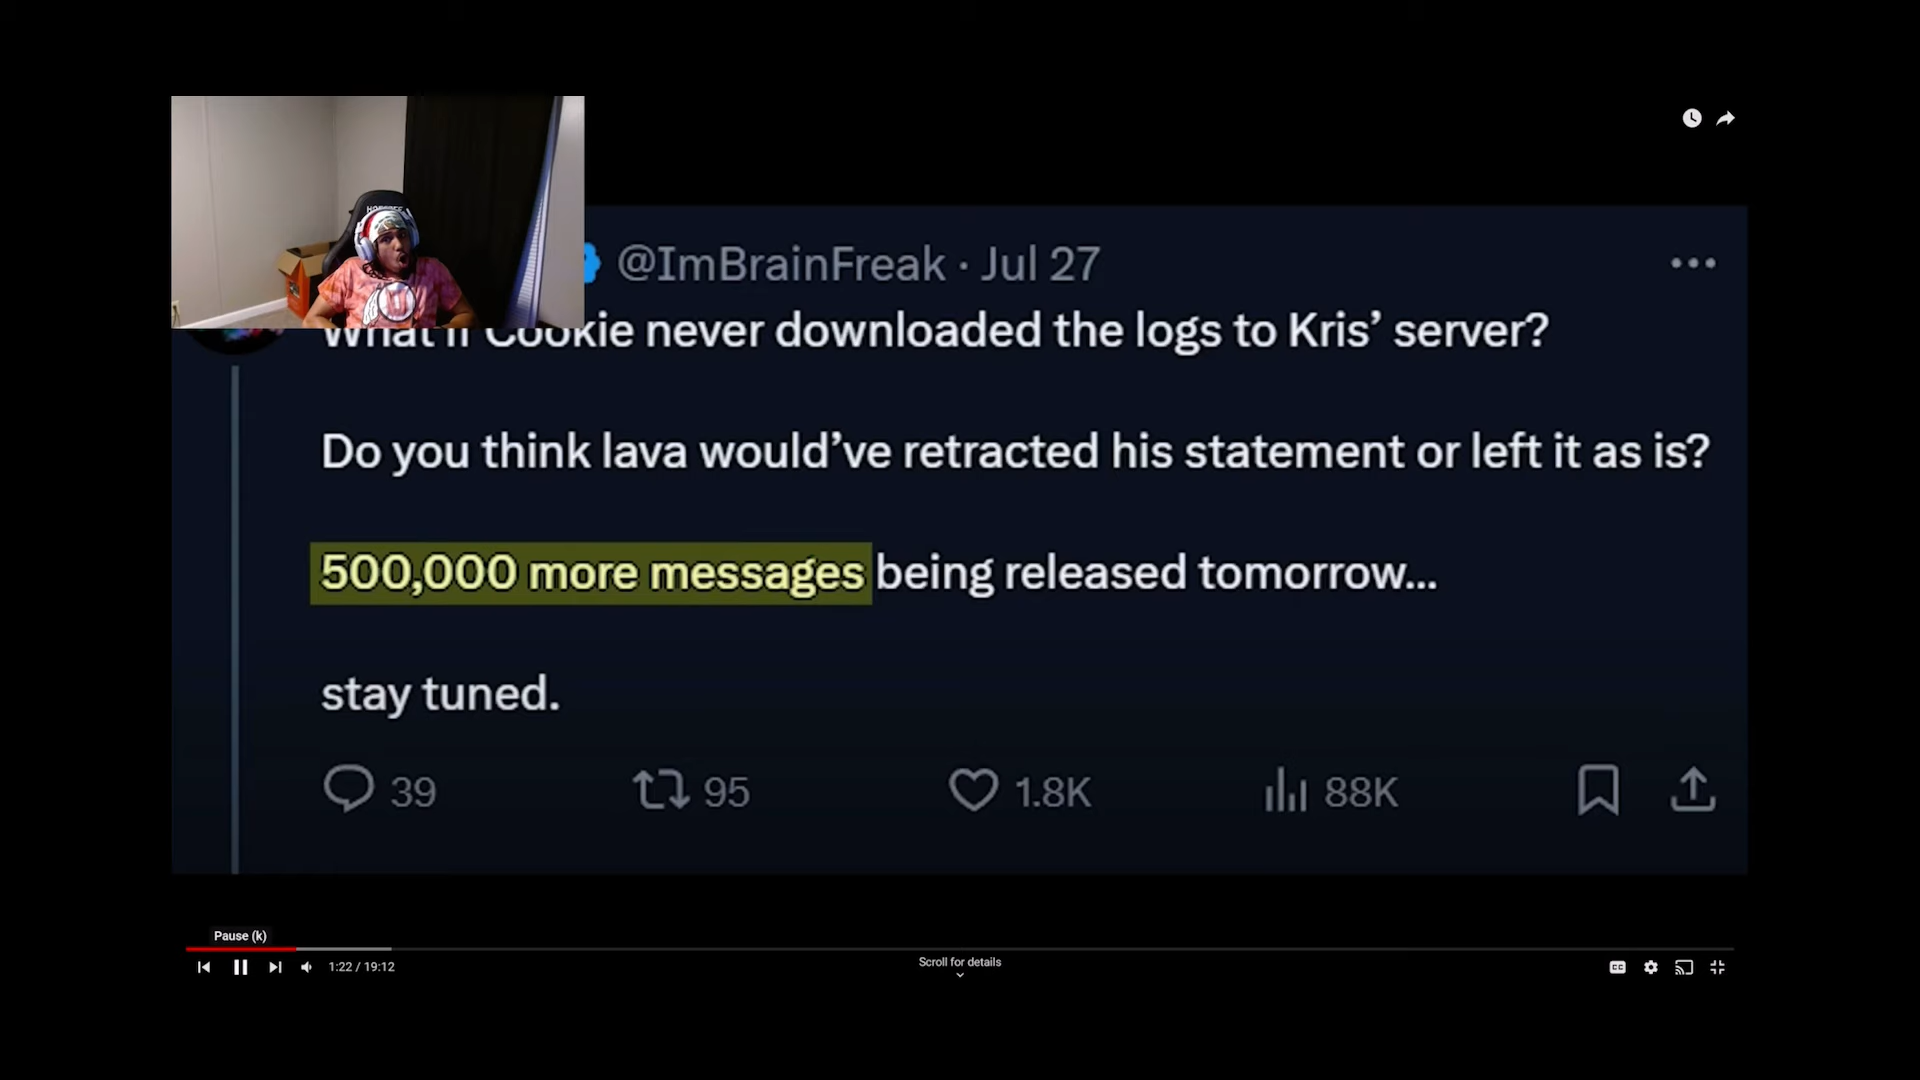 @ImBrainFreak · Jul 27
What if Cookie never downloaded the logs to Kris’ server?
Do you think lava would’ve retracted his statement or left it as is?
500,000 more messages being released tomorrow...
stay tuned.
39 95 1.8K 88K
Pause (k)
1:22 / 19:12
Scroll for details
CC